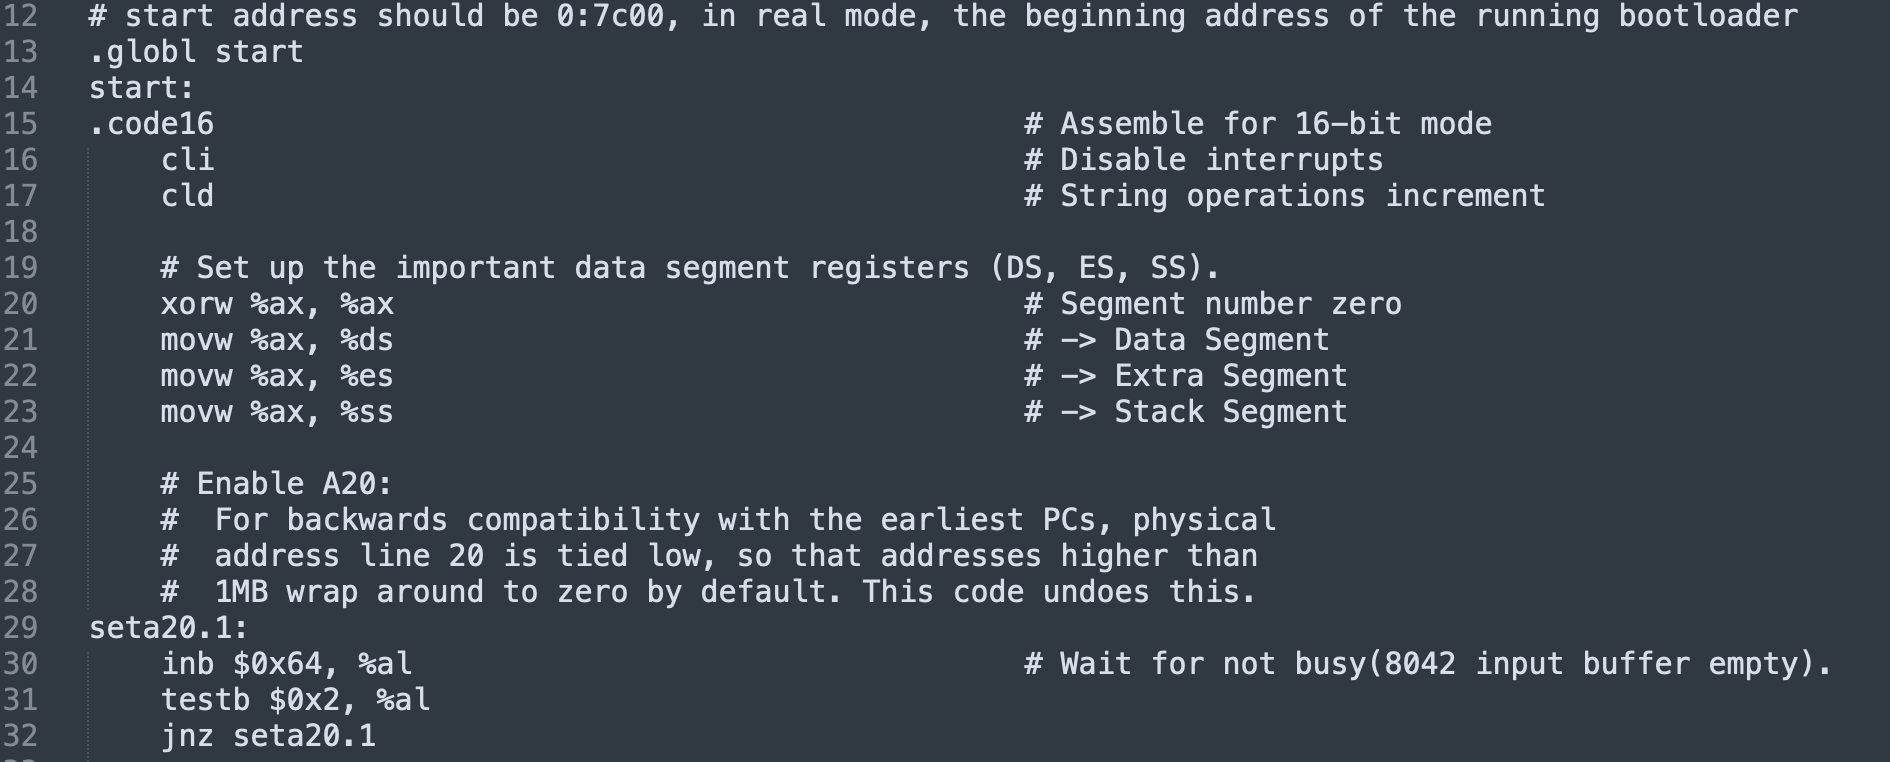 12 # start address should be 0:7c00, in real mode, the beginning address of the running bootloader
13 .globl start
14 start:
15 .code16 # Assemble for 16-bit mode
16 cli # Disable interrupts
17 cld # String operations increment
18
19 # Set up the important data segment registers (DS, ES, SS).
20 xorw %ax, %ax # Segment number zero
21 movw %ax, %ds # -> Data Segment
22 movw %ax, %es # -> Extra Segment
23 movw %ax, %ss # -> Stack Segment
24
25 # Enable A20:
26 # For backwards compatibility with the earliest PCs, physical
27 # address line 20 is tied low, so that addresses higher than
28 # 1MB wrap around to zero by default. This code undoes this.
29 seta20.1:
30 inb $0x64, %al # Wait for not busy(8042 input buffer empty).
31 testb $0x2, %al
32 jnz seta20.1